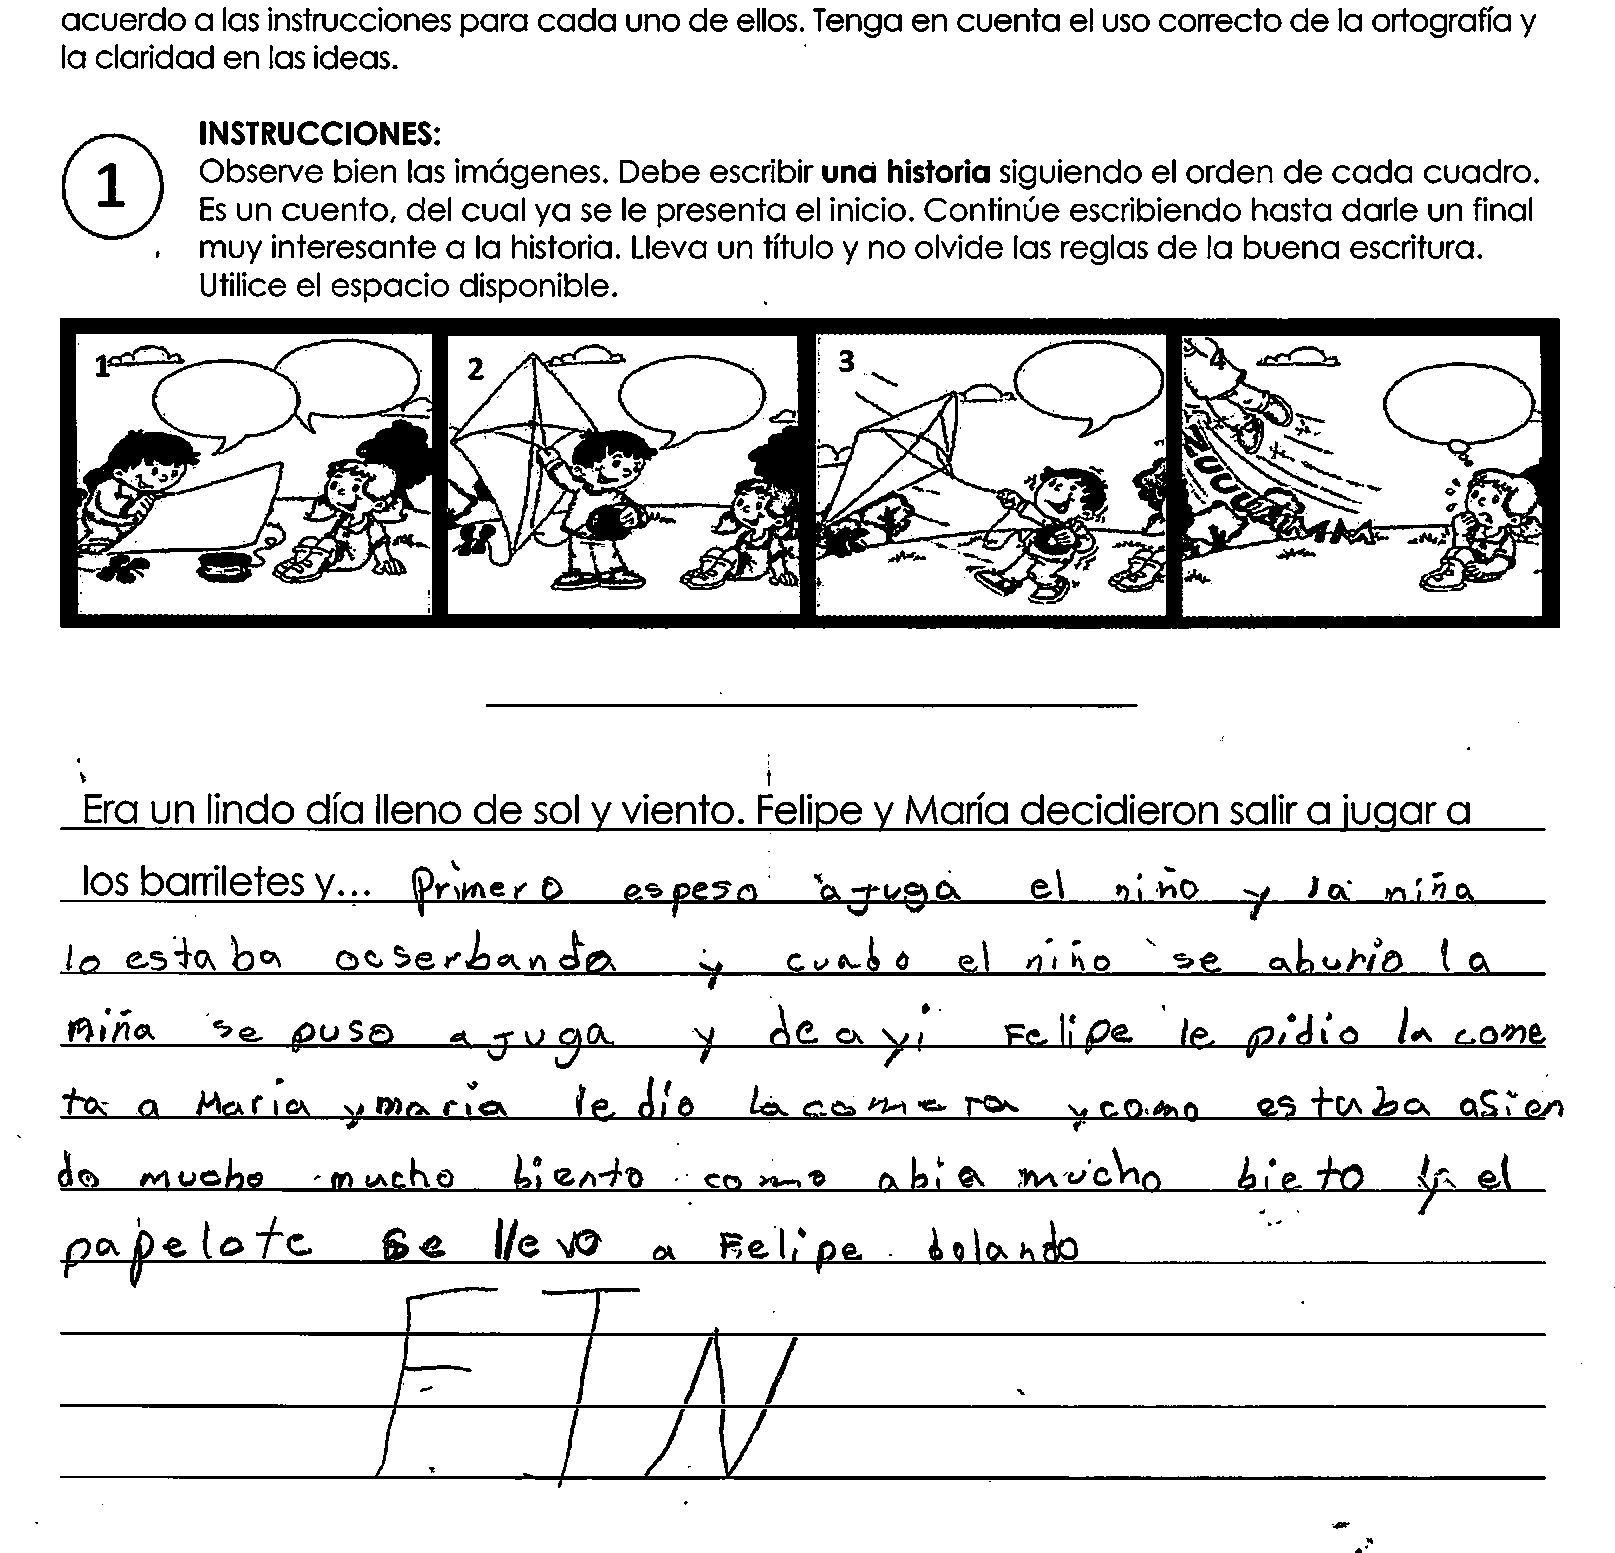 acuerdo a las instrucciones para cada uno de ellos. Tenga en cuenta el uso correcto de la ortografía y
la claridad en las ideas.
1
INSTRUCCIONES:
Observe bien las imágenes. Debe escribir una historia siguiendo el orden de cada cuadro.
Es un cuento, del cual ya se le presenta el inicio. Continúe escribiendo hasta darle un final
muy interesante a la historia. Lleva un título y no olvide las reglas de la buena escritura.
Utilice el espacio disponible.
1 2 3 4
Era un lindo día lleno de sol y viento. Felipe y María decidieron salir a jugar a
los barriletes y... Primero espeso a juga el niño y la niña
lo estaba ocserbando y cuabo el niño se aburio la
niña se puso a juga y de ayi Felipe le pidio la come
ta a Maria y maria le dio la cometa y como estaba asien
do mucho mucho biento como abia mucho bieto y el
papelote se llevo a Felipe bolando
FIN